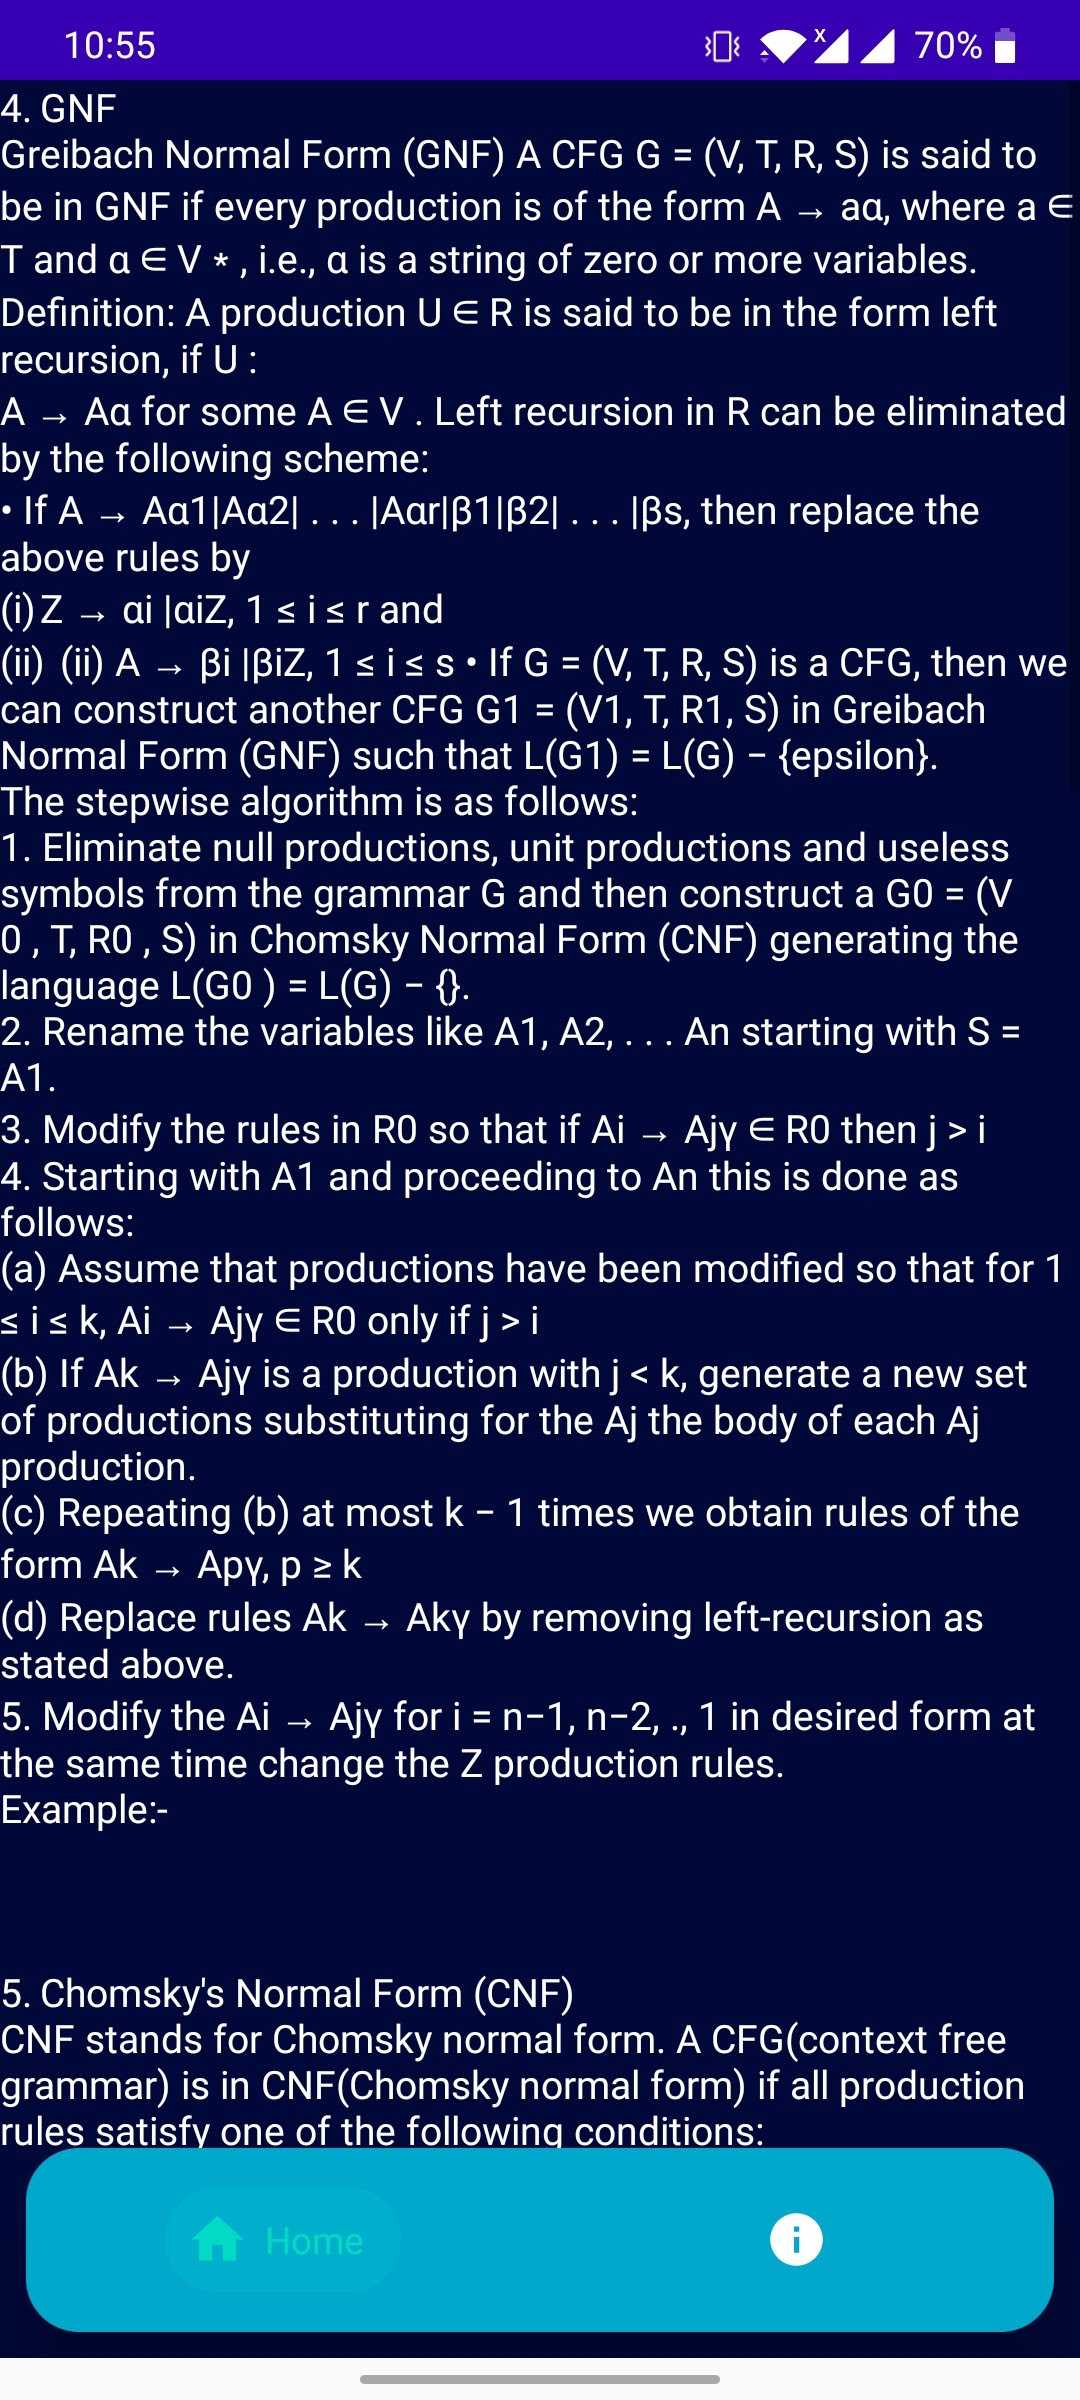 10:55
x
70%
4. GNF
Greibach Normal Form (GNF) A CFG G = (V, T, R, S) is said to
be in GNF if every production is of the form A → aα, where a ∈
T and α ∈ V * , i.e., α is a string of zero or more variables.
Definition: A production U ∈ R is said to be in the form left
recursion, if U :
A → Aα for some A ∈ V . Left recursion in R can be eliminated
by the following scheme:
• If A → Aα1|Aα2| . . . |Aαr|β1|β2| . . . |βs, then replace the
above rules by
(i) Z → αi |αiZ, 1 ≤ i ≤ r and
(ii) (ii) A → βi |βiZ, 1 ≤ i ≤ s • If G = (V, T, R, S) is a CFG, then we
can construct another CFG G1 = (V1, T, R1, S) in Greibach
Normal Form (GNF) such that L(G1) = L(G) − {epsilon}.
The stepwise algorithm is as follows:
1. Eliminate null productions, unit productions and useless
symbols from the grammar G and then construct a G0 = (V
0 , T, R0 , S) in Chomsky Normal Form (CNF) generating the
language L(G0 ) = L(G) − {}.
2. Rename the variables like A1, A2, . . . An starting with S =
A1.
3. Modify the rules in R0 so that if Ai → Ajγ ∈ R0 then j > i
4. Starting with A1 and proceeding to An this is done as
follows:
(a) Assume that productions have been modified so that for 1
≤ i ≤ k, Ai → Ajγ ∈ R0 only if j > i
(b) If Ak → Ajγ is a production with j < k, generate a new set
of productions substituting for the Aj the body of each Aj
production.
(c) Repeating (b) at most k − 1 times we obtain rules of the
form Ak → Apγ, p ≥ k
(d) Replace rules Ak → Akγ by removing left-recursion as
stated above.
5. Modify the Ai → Ajγ for i = n−1, n−2, ., 1 in desired form at
the same time change the Z production rules.
Example:-
5. Chomsky's Normal Form (CNF)
CNF stands for Chomsky normal form. A CFG(context free
grammar) is in CNF(Chomsky normal form) if all production
rules satisfy one of the following conditions:
Home